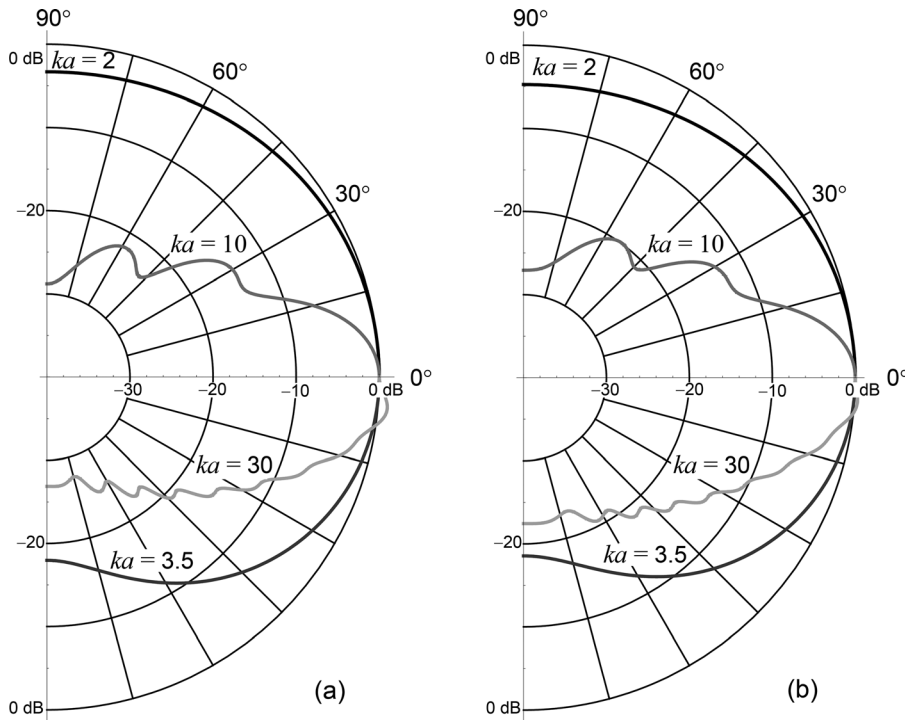 90°
0 dB
ka = 2
60°
30°
–20
ka = 10
0°
–30
–20
–10
0 dB
ka = 30
–20
ka = 3.5
0 dB
(a)
90°
0 dB
ka = 2
60°
30°
–20
ka = 10
0°
–30
–20
–10
0 dB
ka = 30
–20
ka = 3.5
0 dB
(b)